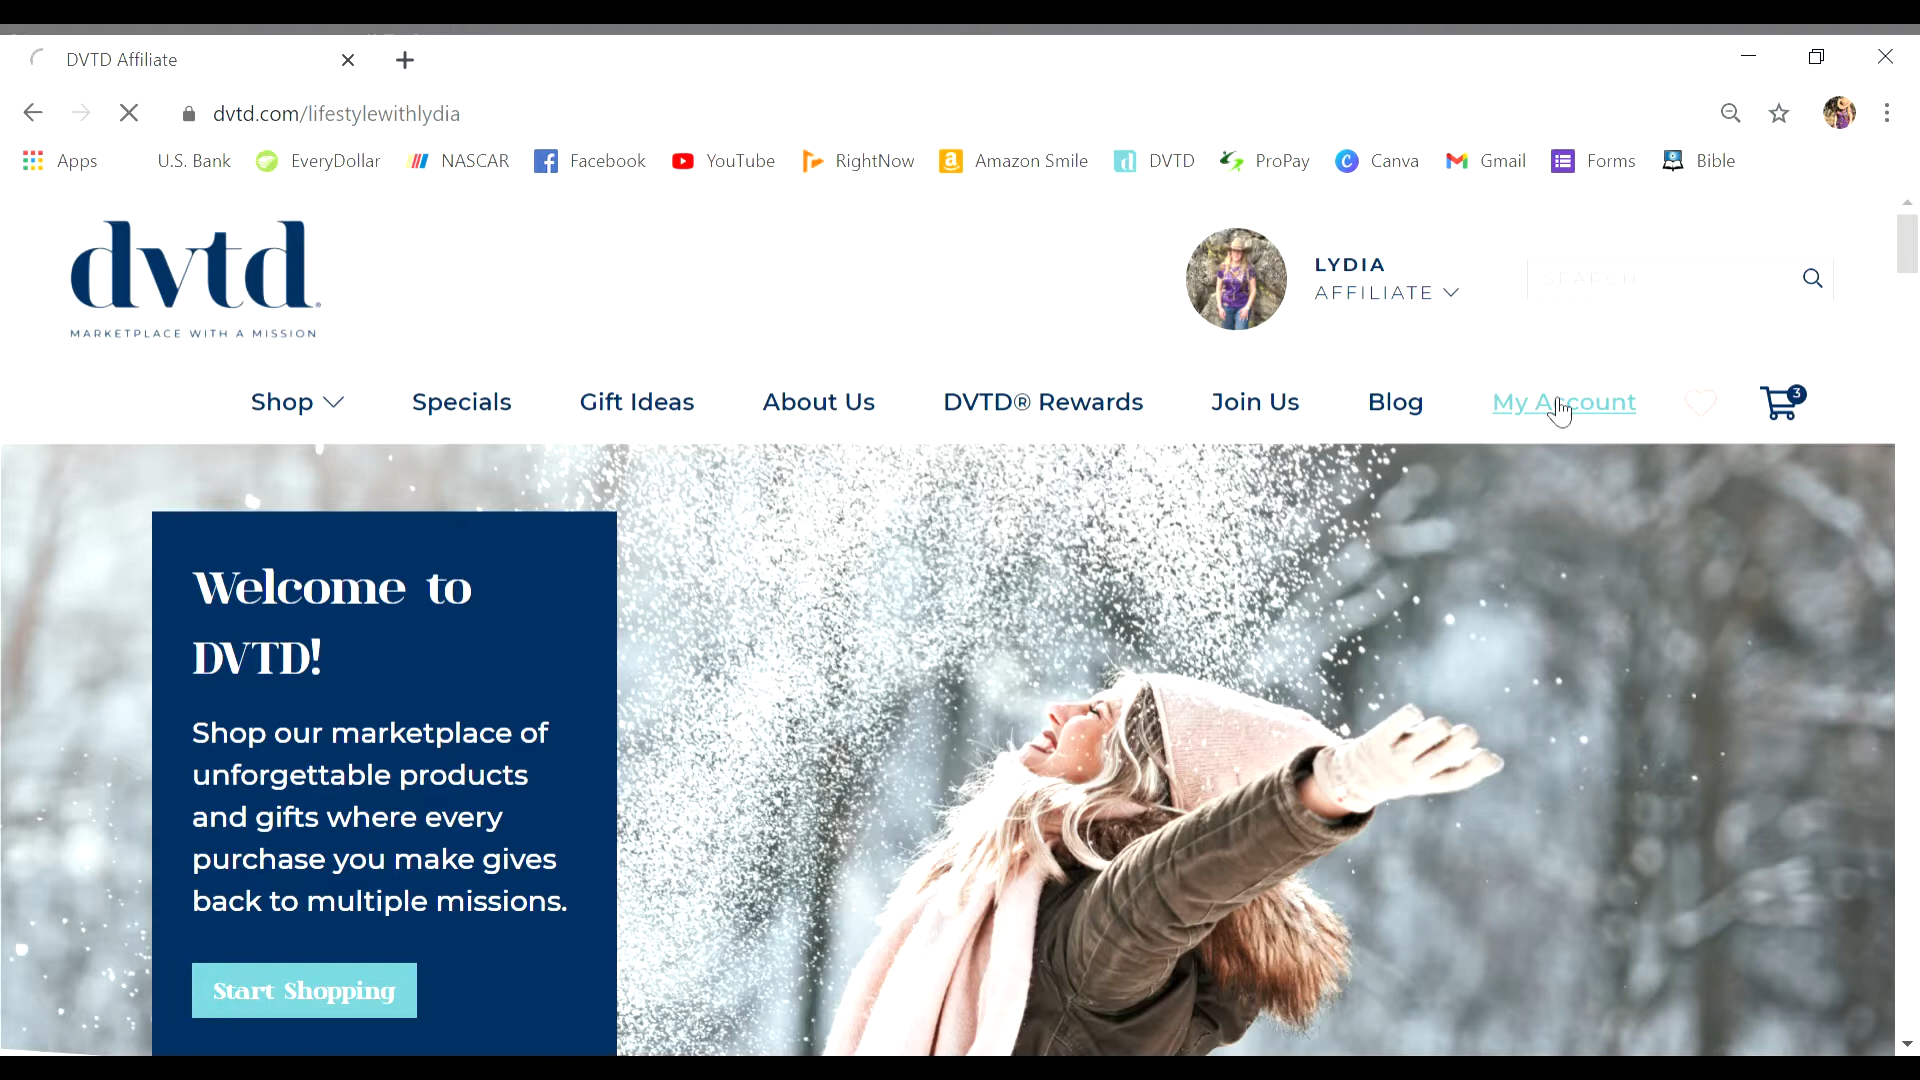 DVTD Affiliate
dvtd.com/lifestylewithlydia
Apps U.S. Bank EveryDollar NASCAR Facebook YouTube RightNow Amazon Smile DVTD ProPay Canva Gmail Forms Bible
dvtd.
MARKETPLACE WITH A MISSION
LYDIA
AFFILIATE
SEARCH
Shop Specials Gift Ideas About Us DVTD® Rewards Join Us Blog My Account 3
Welcome to
DVTD!
Shop our marketplace of
unforgettable products
and gifts where every
purchase you make gives
back to multiple missions.
Start Shopping